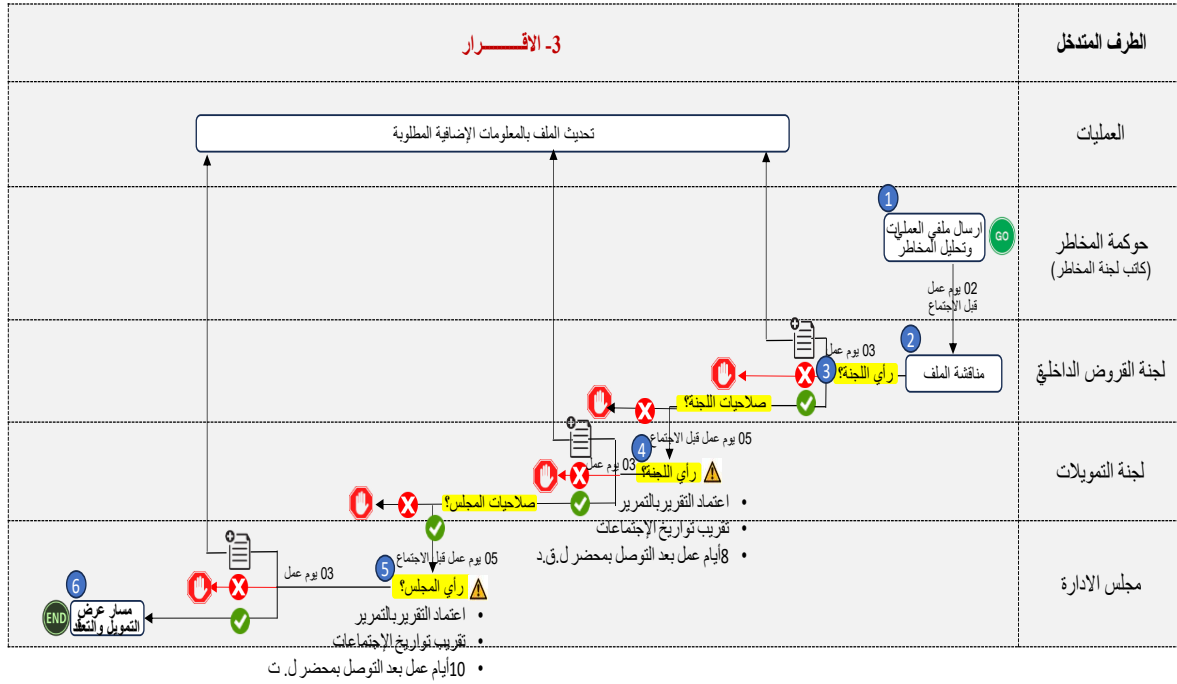 الطرف المتدخل
3- الاقـــــــرار
العمليات
تحديث الملف بالمعلومات الإضافية المطلوبة
حوكمة المخاطر
(كاتب لجنة المخاطر)
1
ارسال ملفي العمليات
وتحليل المخاطر
GO
02 يوم عمل
قبل الاجتماع
لجنة القروض الداخلية
2
مناقشة الملف
03 يوم عمل
3
رأي اللجنة؟
صلاحيات اللجنة؟
لجنة التمويلات
05 يوم عمل قبل الاجتماع
4
03 يوم عمل
رأي اللجنة؟
• اعتماد التقرير بالتمرير
صلاحيات المجلس؟
• تقريب تواريخ الإجتماعات
• 8أيام عمل بعد التوصل بمحضر ل.ق.د
مجلس الادارة
05 يوم عمل قبل الاجتماع
5
03 يوم عمل
رأي المجلس؟
• اعتماد التقرير بالتمرير
• تقريب تواريخ الإجتماعات
• 10أيام عمل بعد التوصل بمحضر ل. ت
6
مسار عرض
التمويل والتعاقد
END